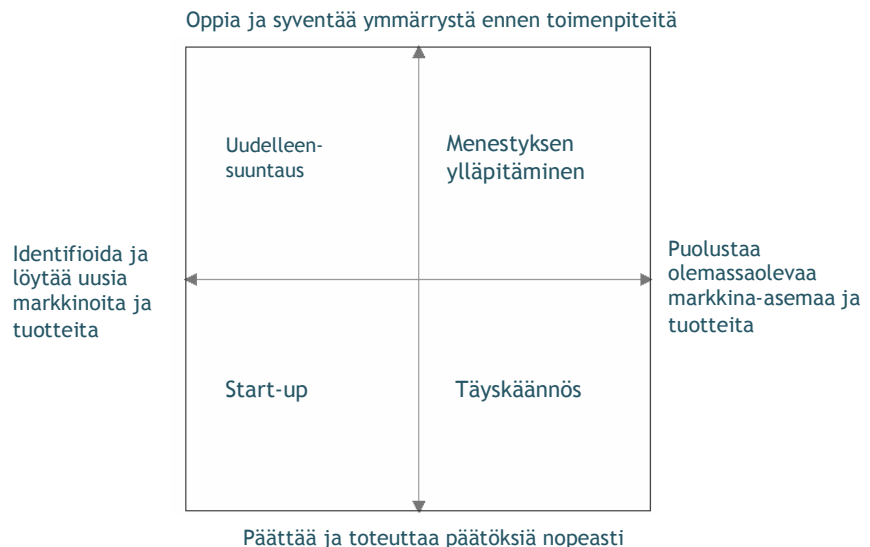 Oppia ja syventää ymmärrystä ennen toimenpiteitä
Uudelleen-
suuntaus
Menestyksen
ylläpitäminen
Identifioida ja
löytää uusia
markkinoita ja
tuotteita
Puolustaa
olemassaolevaa
markkina-asemaa ja
tuotteita
Start-up
Täyskäännös
Päättää ja toteuttaa päätöksiä nopeasti